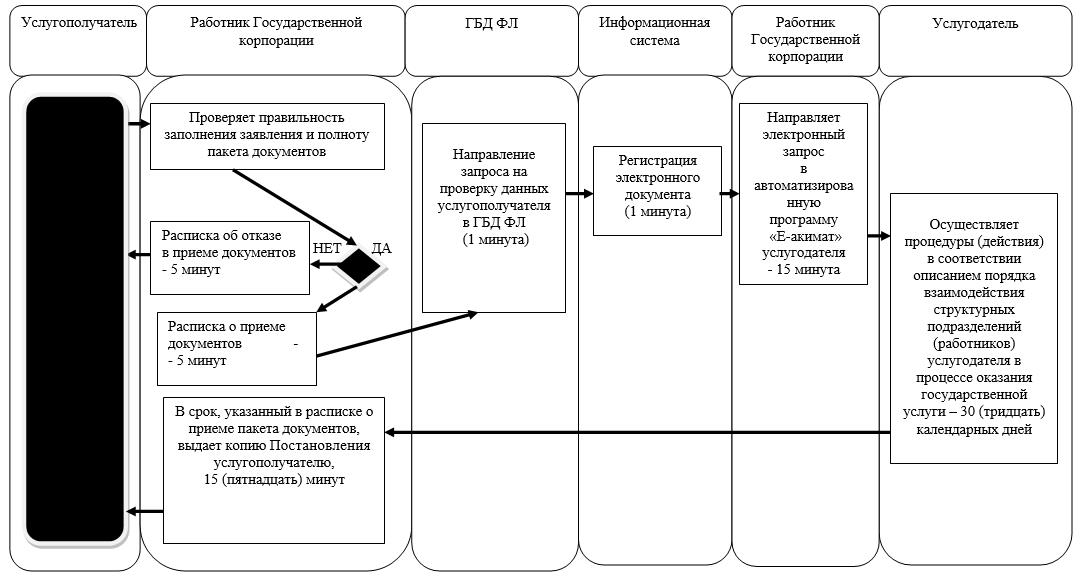 Услугополучатель
Работник Государственной
корпорации
ГБД ФЛ
Информационная
система
Работник
Государственной
корпорации
Услугодатель
Проверяет правильность
заполнения заявления и полноту
пакета документов
Расписка об отказе
в приеме документов
- 5 минут
НЕТ
ДА
Расписка о приеме
документов -
- 5 минут
Направление
запроса на
проверку данных
услугополучателя
в ГБД ФЛ
(1 минута)
Регистрация
электронного
документа
(1 минута)
Направляет
электронный
запрос
в
автоматизирова
нную
программу
«Е-акимат»
услугодателя
- 15 минута
Осуществляет
процедуры (действия)
в соответствии
описанием порядка
взаимодействия
структурных
подразделений
(работников)
услугодателя в
процессе оказания
государственной
услуги – 30 (тридцать)
календарных дней
В срок, указанный в расписке о
приеме пакета документов,
выдает копию Постановления
услугополучателю,
15 (пятнадцать) минут